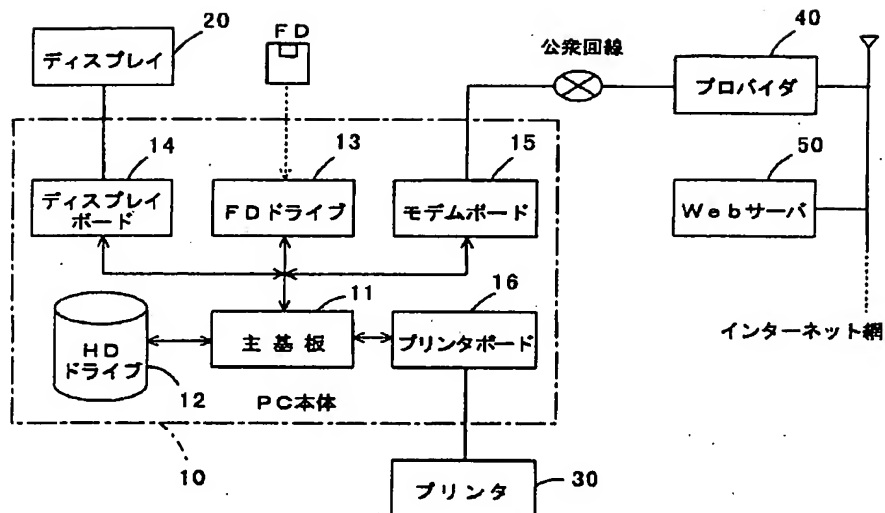 20
ＦＤ
ディスプレイ
公衆回線
40
プロバイダ
14
13
15
50
ディスプレイ
ボード
ＦＤドライブ
モデムボード
Ｗｅｂサーバ
11
16
ＨＤ
ドライブ
主 基 板
プリンタボード
インターネット網
12
ＰＣ本体
10
プリンタ
30